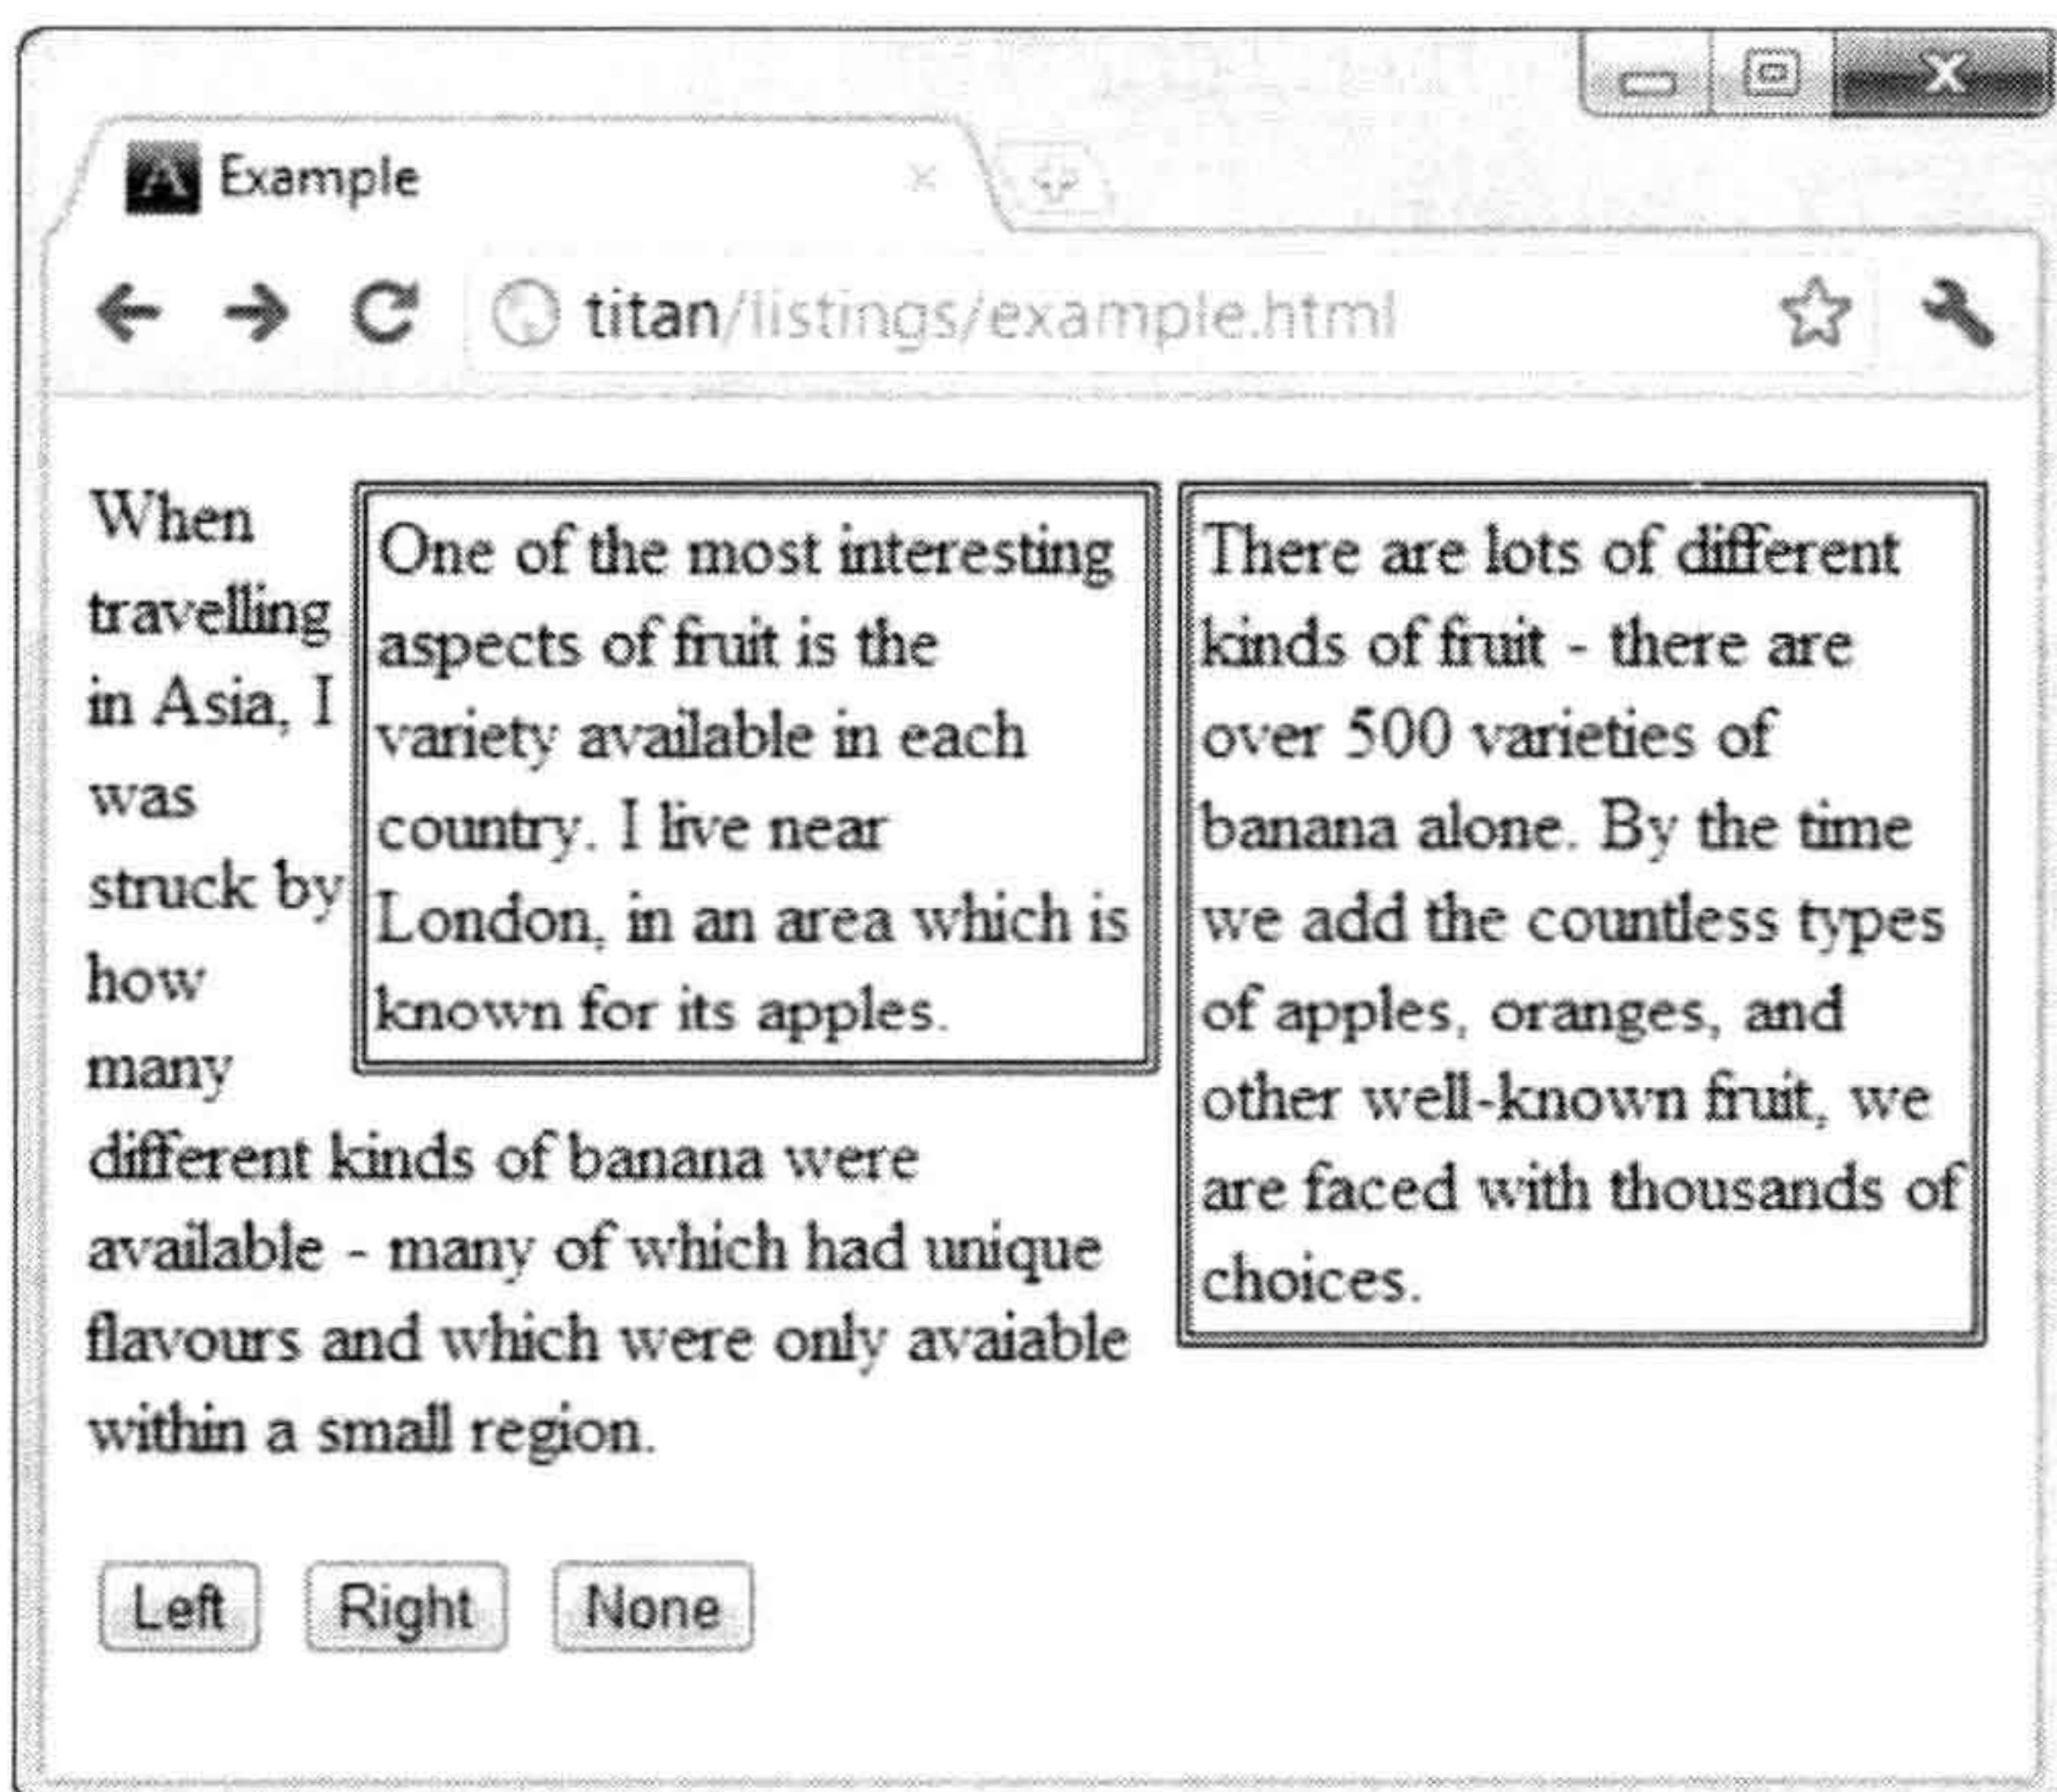 Example
titan/listings/example.html
When
travelling
in Asia, I
was
struck by
how
many
different kinds of banana were
available - many of which had unique
flavours and which were only avaiable
within a small region.
One of the most interesting
aspects of fruit is the
variety available in each
country. I live near
London, in an area which is
known for its apples.
There are lots of different
kinds of fruit - there are
over 500 varieties of
banana alone. By the time
we add the countless types
of apples, oranges, and
other well-known fruit, we
are faced with thousands of
choices.
Left Right None